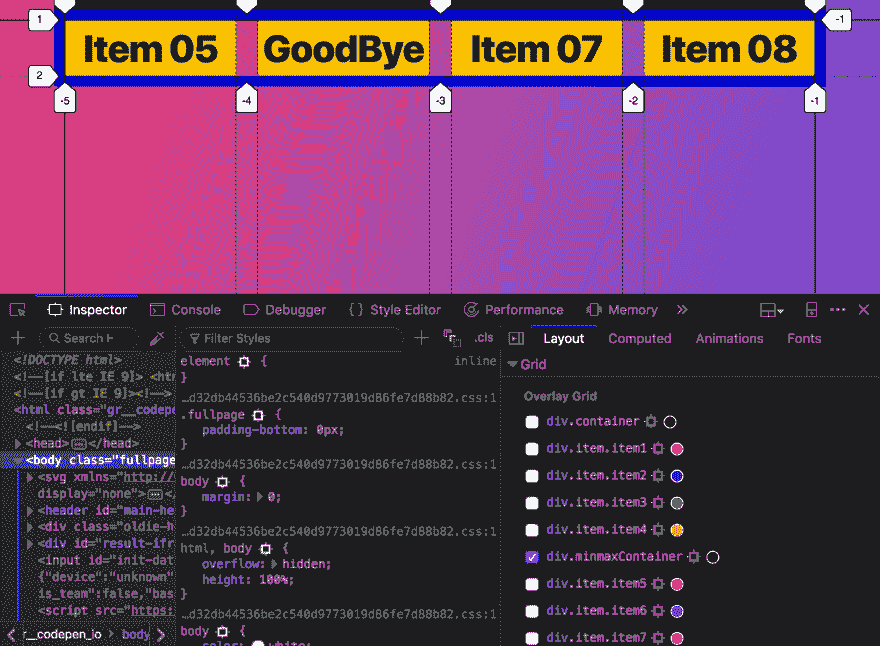 1 -1
Item 05 GoodBye Item 07 Item 08
2
-5 -4 -3 -2 -1
Inspector Console Debugger {} Style Editor Performance Memory
Search H
<!DOCTYPE html>
<!--[if lte IE 9]> <htm
<!--[if gt IE 9]><!-->
<html class="gr__codepe
<!--<![endif]-->
<head> </head>
<body class="fullpage
<svg xmlns="http://
display="none">
<header id="main-he
<div class="oldie-h
<div id="result-ifr
<input id="init-dat
{"device":"unknown"
is_team":false,"bas
<script src="https:
r__codepen_io > body
Filter Styles + .cls
element { inline
}
…d32db44536be2c540d9773019d86fe7d88b82.css:1
.fullpage {
padding-bottom: 0px;
}
…d32db44536be2c540d9773019d86fe7d88b82.css:1
body {
margin: 0;
}
…d32db44536be2c540d9773019d86fe7d88b82.css:1
html, body {
overflow: hidden;
height: 100%;
}
…d32db44536be2c540d9773019d86fe7d88b82.css:1
body {
color: white;
Layout Computed Animations Fonts
Grid
Overlay Grid
div.container
div.item.item1
div.item.item2
div.item.item3
div.item.item4
div.minmaxContainer
div.item.item5
div.item.item6
div.item.item7